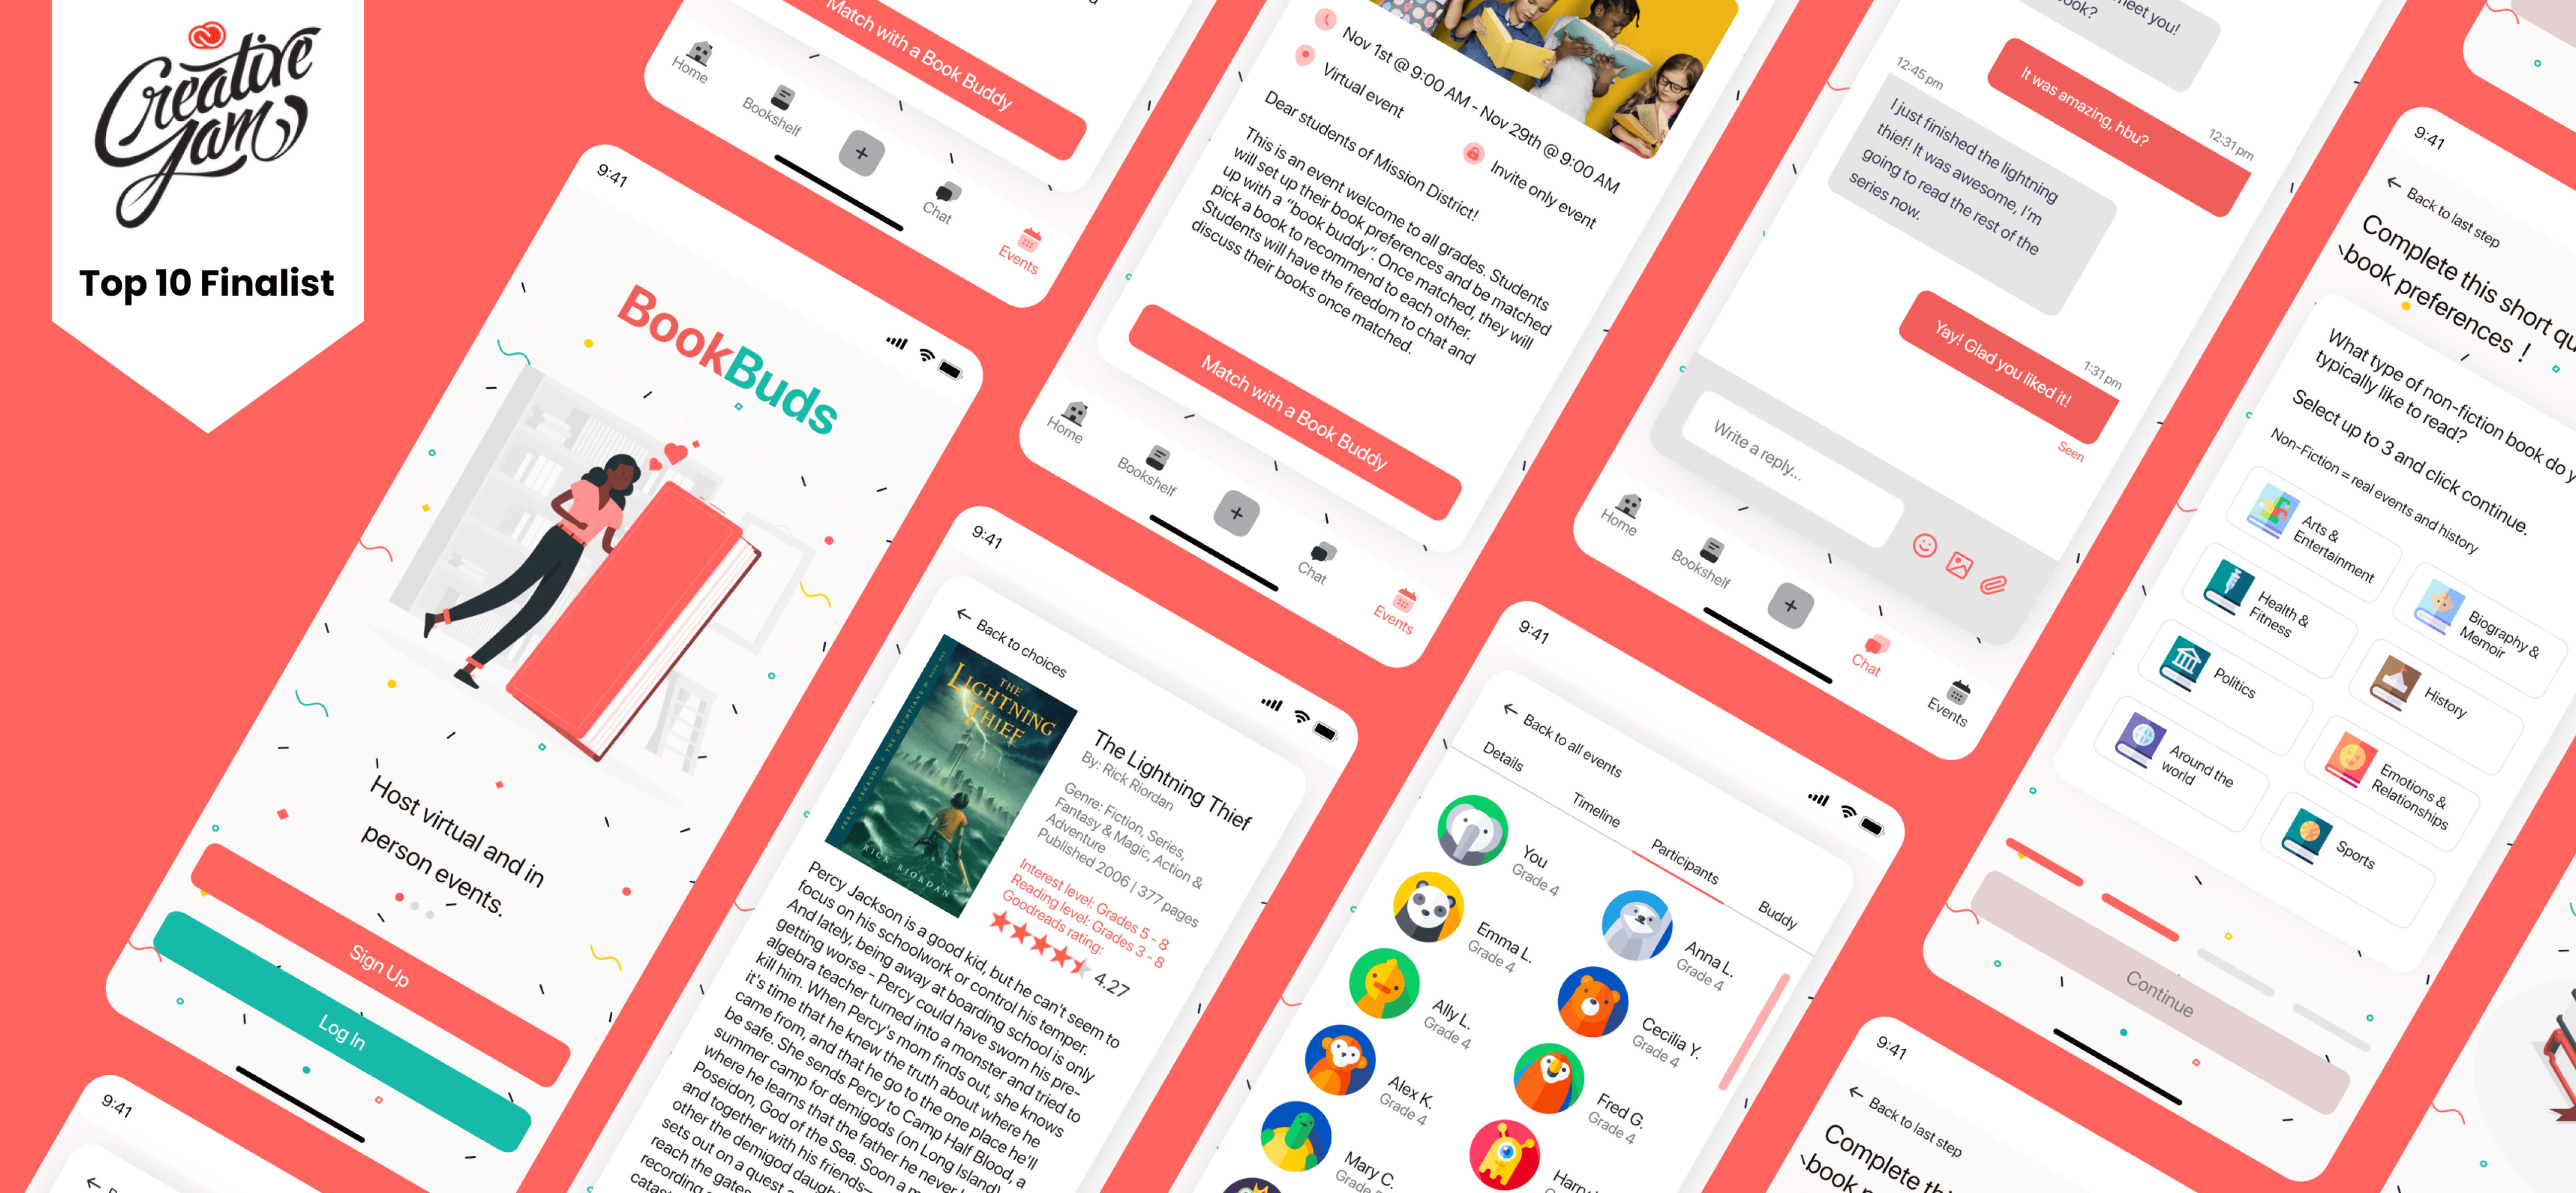 Creative
Jam
Top 10 Finalist
Match with a Book Buddy
Home
Bookshelf
Chat
Events
9:41
BookBuds
Host virtual and in
person events.
Sign Up
Log In
9:41
Nov 1st @ 9:00 AM - Nov 29th @ 9:00 AM
Virtual event
Invite only event
Dear students of Mission District!
This is an event welcome to all grades. Students
will set up their book preferences and be matched
up with a "book buddy". Once matched, they will
pick a book to recommend to each other.
Students will have the freedom to chat and
discuss their books once matched.
Match with a Book Buddy
Home
Bookshelf
Chat
Events
9:41
Back to choices
THE
LIGHTNING
THIEF
PERCY JACKSON & THE OLYMPIANS
BOOK ONE
RICK RIORDAN
The Lightning Thief
By: Rick Riordan
Genre: Fiction, Series,
Fantasy & Magic, Action &
Adventure
Published 2006 | 377 pages
Interest level: Grades 5 - 8
Reading level: Grades 3 - 8
Goodreads rating:
4.27
Percy Jackson is a good kid, but he can't seem to
focus on his schoolwork or control his temper.
And lately, being away at boarding school is only
getting worse - Percy could have sworn his pre-
algebra teacher turned into a monster and tried to
kill him. When Percy's mom finds out, she knows
it's time that he knew the truth about where he
came from, and that he go to the one place he'll
be safe. She sends Percy to Camp Half Blood, a
summer camp for demigods (on Long Island)
where he learns that the father he never
Poseidon, God of the Sea. Soon a
and together with his friends—
other the demigod
sets out on a quest
reach the gates
recording
meet you!
12:31 pm
It was amazing, hbu?
12:45 pm
I just finished the lightning
thief! It was awesome, I'm
going to read the rest of the
series now.
1:31 pm
Yay! Glad you liked it!
Seen
Write a reply...
Home
Bookshelf
Chat
Events
9:41
Back to all events
Details
Timeline
Participants
Buddy
You
Grade 4
Anna L.
Grade 4
Emma L.
Grade 4
Cecilia Y.
Grade 4
Ally L.
Grade 4
Fred G.
Grade 4
Alex K.
Grade 4
Mary C.
9:41
Back to last step
Complete this short
book preferences !
What type of non-fiction book do
typically like to read?
Select up to 3 and click continue.
Non-Fiction = real events and history
Arts &
Entertainment
Biography &
Memoir
Health &
Fitness
History
Politics
Emotions &
Relationships
Around the
world
Sports
Continue
9:41
Back to last step
Complete
book